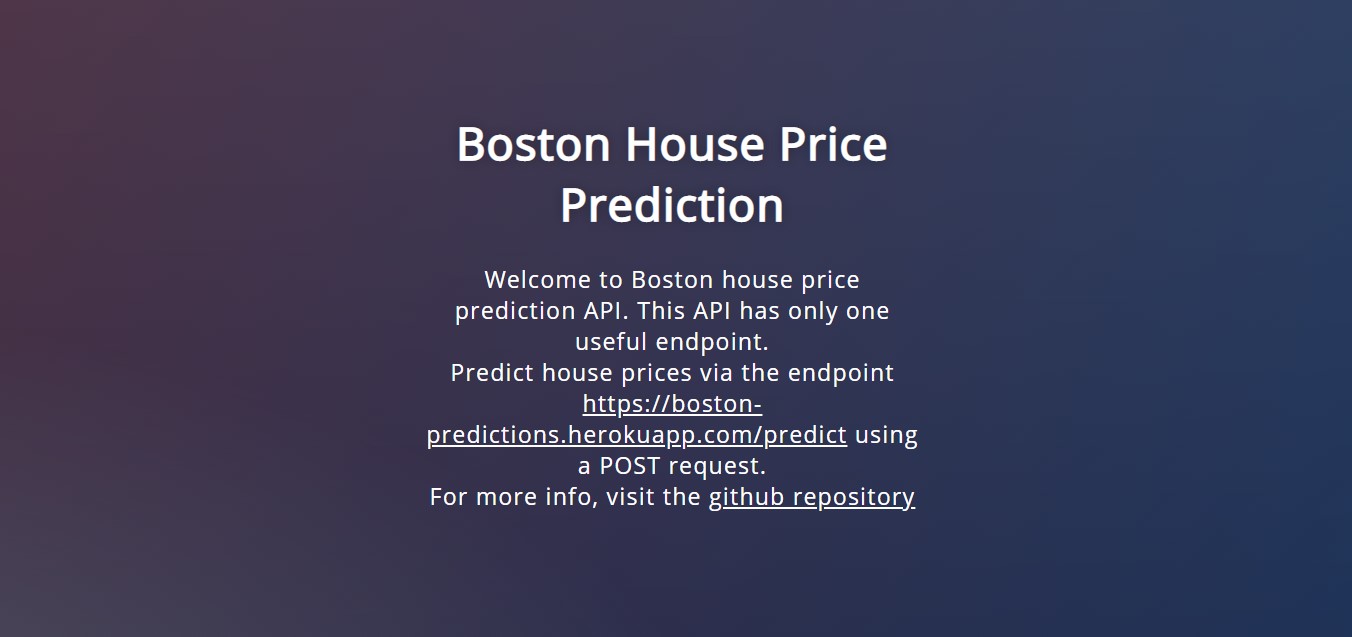 Boston House Price
Prediction
Welcome to Boston house price
prediction API. This API has only one
useful endpoint.
Predict house prices via the endpoint
https://boston-
predictions.herokuapp.com/predict using
a POST request.
For more info, visit the github repository